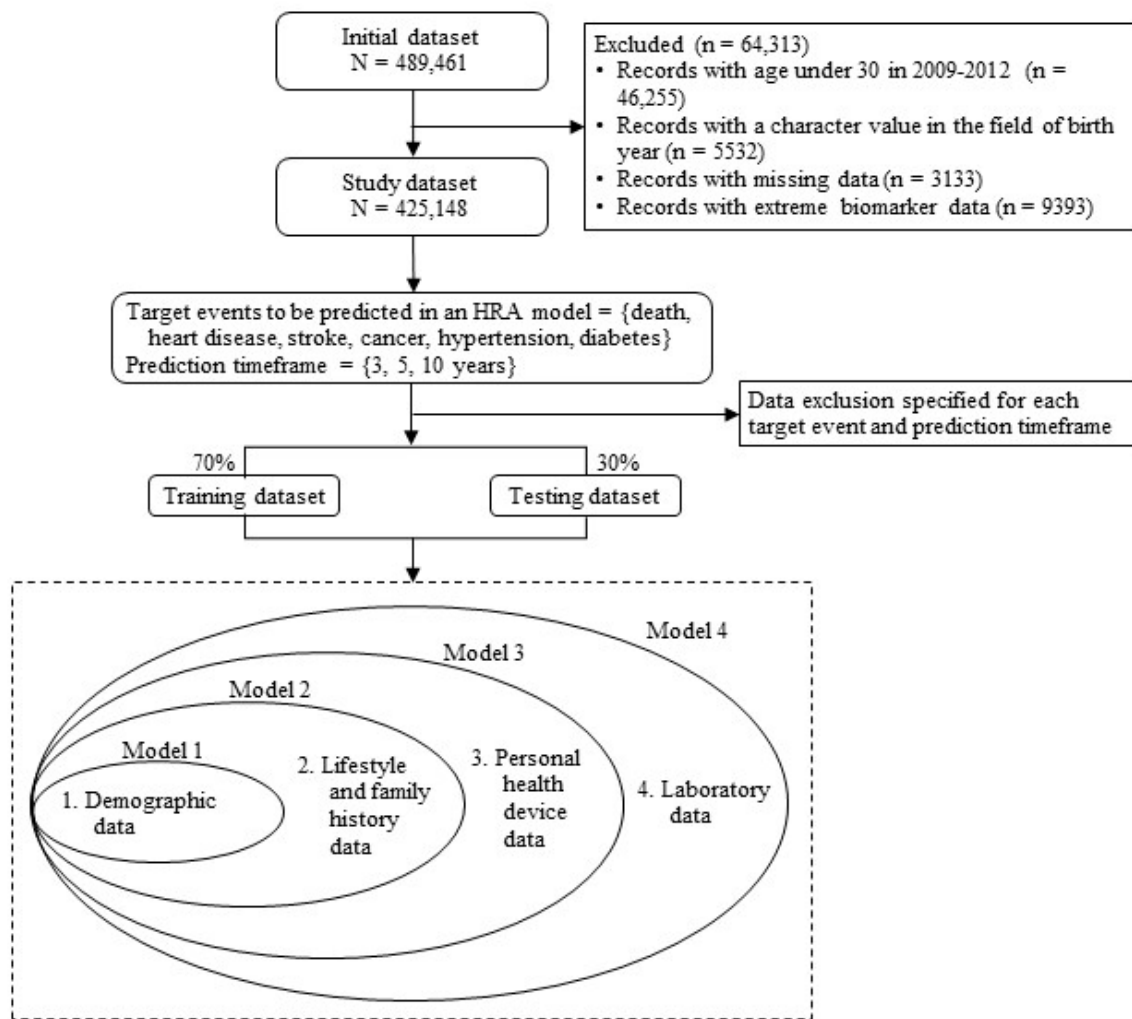 Initial dataset
N = 489,461
Excluded (n = 64,313)
• Records with age under 30 in 2009-2012 (n =
46,255)
• Records with a character value in the field of birth
year (n = 5532)
• Records with missing data (n = 3133)
• Records with extreme biomarker data (n = 9393)
Study dataset
N = 425,148
Target events to be predicted in an HRA model = {death,
heart disease, stroke, cancer, hypertension, diabetes}
Prediction timeframe = {3, 5, 10 years}
Data exclusion specified for each
target event and prediction timeframe
70%
Training dataset
30%
Testing dataset
Model 4
Model 3
Model 2
Model 1
1. Demographic
data
2. Lifestyle
and family
history
data
3. Personal
health
device
data
4. Laboratory
data